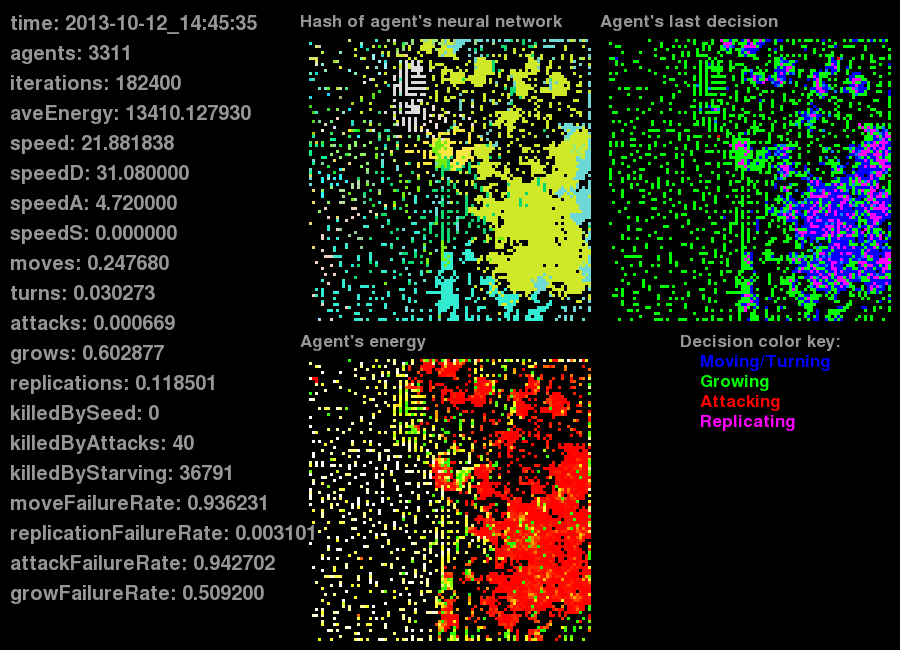 time: 2013-10-12_14:45:35
agents: 3311
iterations: 182400
aveEnergy: 13410.127930
speed: 21.881838
speedD: 31.080000
speedA: 4.720000
speedS: 0.000000
moves: 0.247680
turns: 0.030273
attacks: 0.000669
grows: 0.602877
replications: 0.118501
killedBySeed: 0
killedByAttacks: 40
killedByStarving: 36791
moveFailureRate: 0.936231
replicationFailureRate: 0.003101
attackFailureRate: 0.942702
growFailureRate: 0.509200
Hash of agent's neural network
Agent's last decision
Agent's energy
Decision color key:
Moving/Turning
Growing
Attacking
Replicating